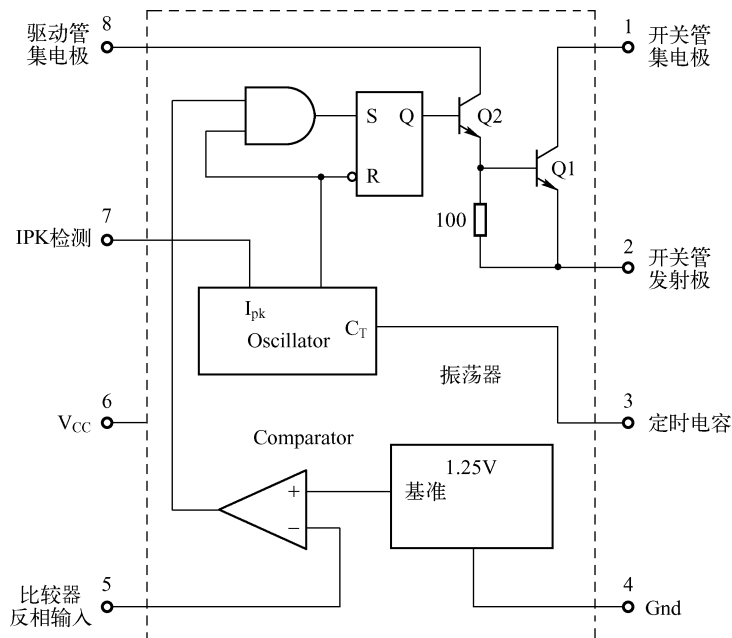 驱动管
集电极
8
1
开关管
集电极
S
Q
R
Q2
Q1
100
7
IPK检测
2
开关管
发射极
Ipk
Oscillator
CT
振荡器
6
VCC
3
定时电容
Comparator
1.25V
基准
+
−
5
比较器
反相输入
4
Gnd